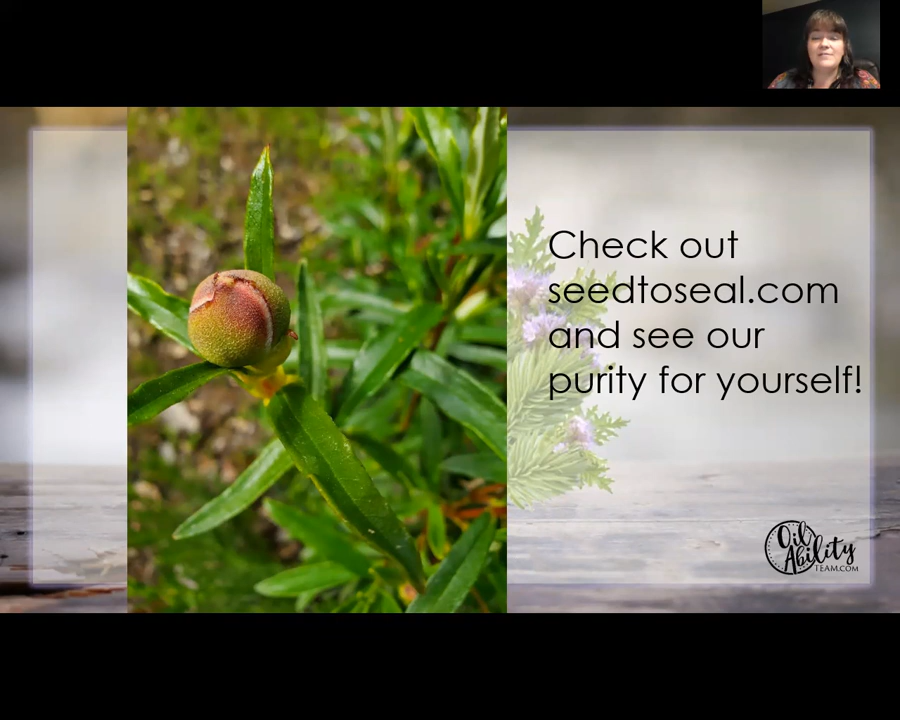 Check out
seedtoseal.com
and see our
purity for yourself!
Oil
Ability
TEAM.COM